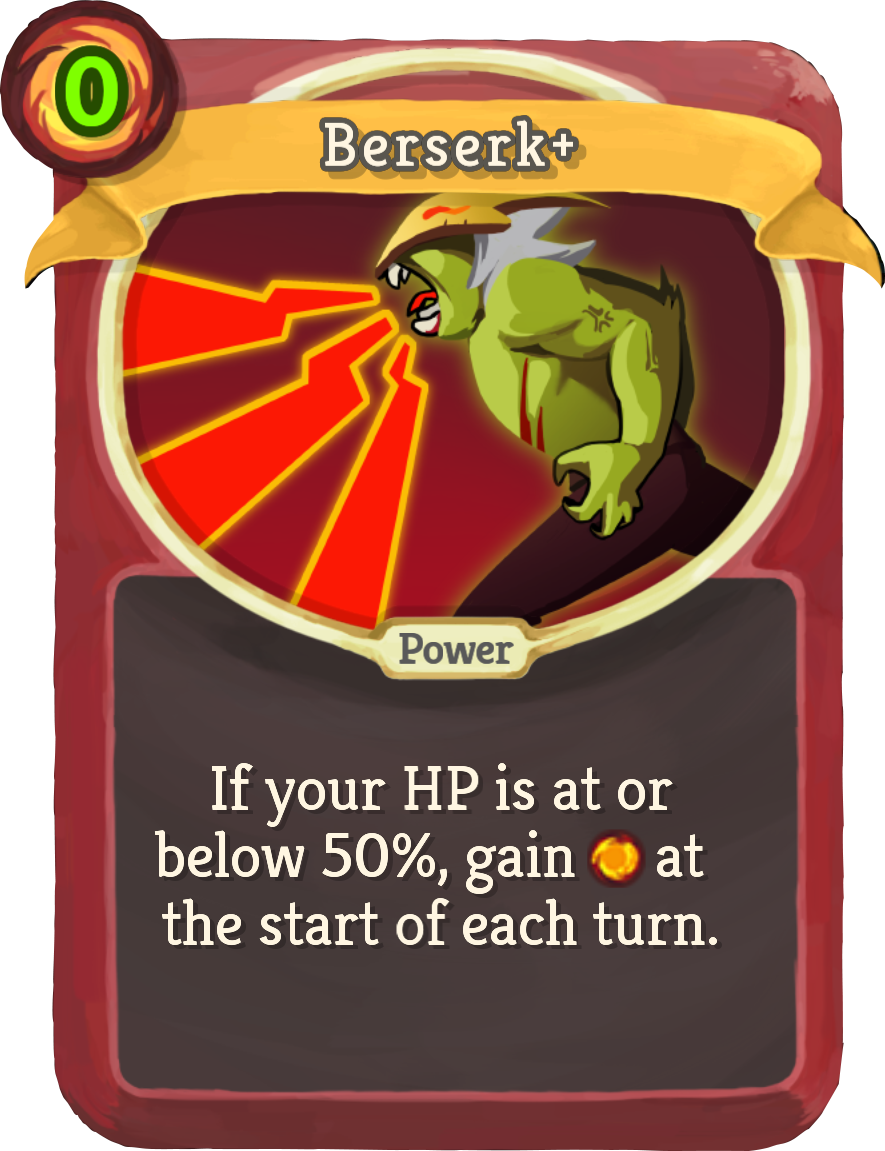 0
Berserk+
Power
If your HP is at or
below 50%, gain at
the start of each turn.